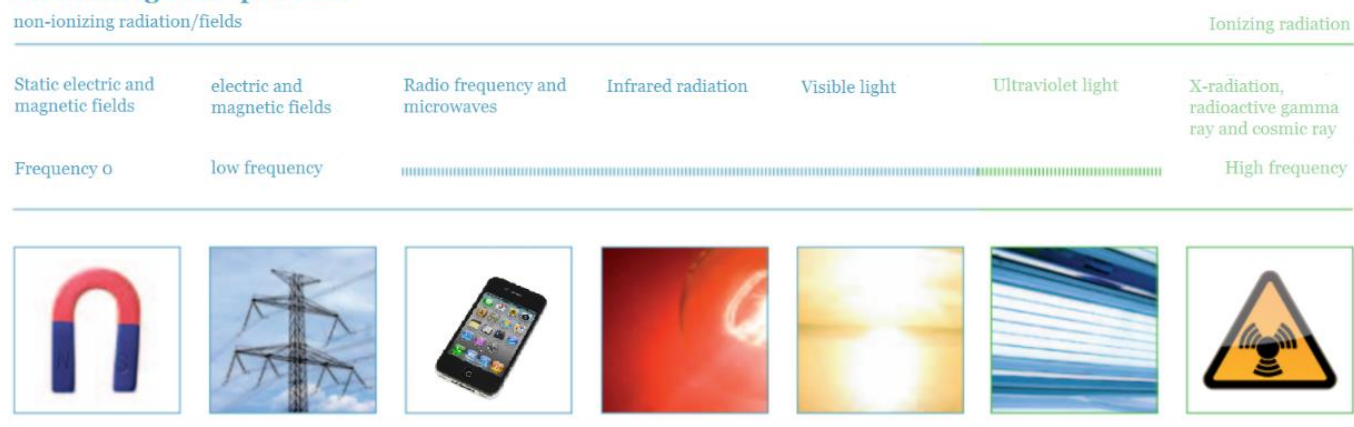 non-ionizing radiation/fields
Ionizing radiation
Static electric and
magnetic fields
electric and
magnetic fields
Radio frequency and
microwaves
Infrared radiation
Visible light
Ultraviolet light
X-radiation,
radioactive gamma
ray and cosmic ray
Frequency 0
low frequency
High frequency
N S